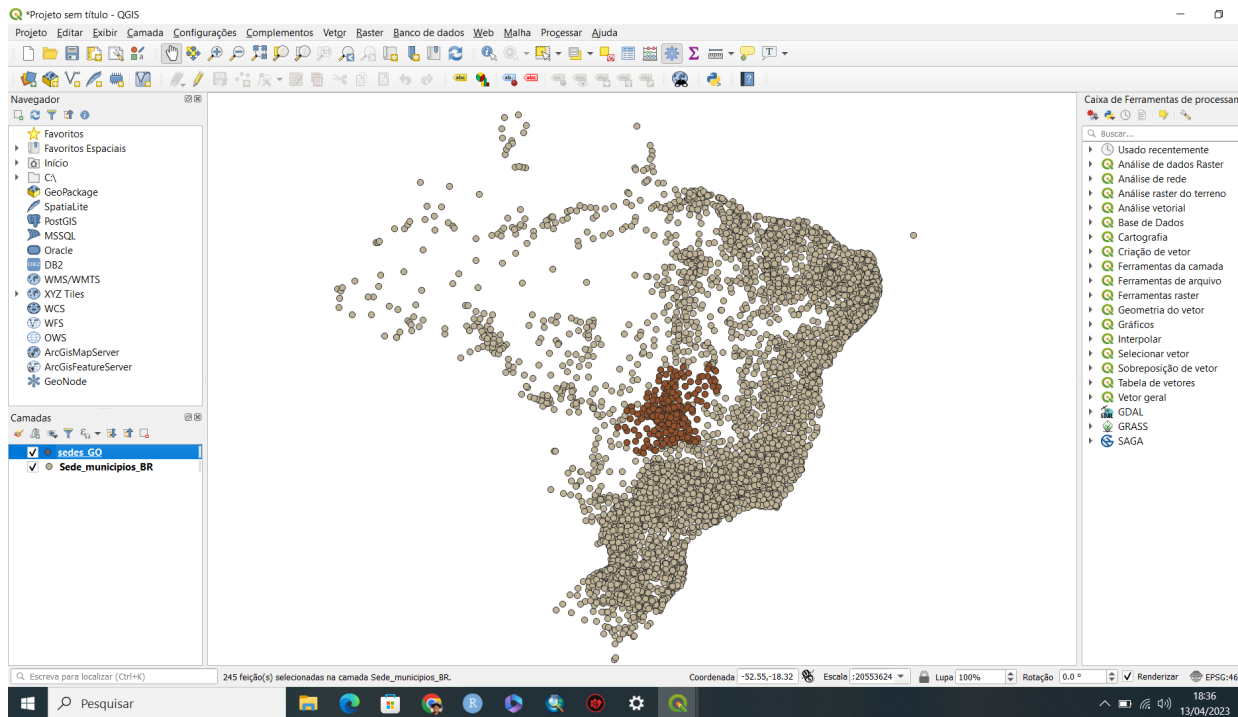 *Projeto sem título - QGIS
Projeto Editar Exibir Camada Configurações Complementos Vetor Raster Banco de dados Web Malha Processar Ajuda
Navegador
Favoritos
Favoritos Espaciais
Início
C:\
GeoPackage
SpatiaLite
PostGIS
MSSQL
Oracle
DB2
WMS/WMTS
XYZ Tiles
WCS
WFS
OWS
ArcGisMapServer
ArcGisFeatureServer
GeoNode
Camadas
sedes_GO
Sede_municipios_BR
Caixa de Ferramentas de processam
Buscar...
Usado recentemente
Análise de dados Raster
Análise de rede
Análise raster do terreno
Análise vetorial
Base de Dados
Cartografia
Criação de vetor
Ferramentas da camada
Ferramentas de arquivo
Ferramentas raster
Geometria do vetor
Gráficos
Interpolar
Selecionar vetor
Sobreposição de vetor
Tabela de vetores
Vetor geral
GDAL
GRASS
SAGA
Escreva para localizar (Ctrl+K) 245 feição(s) selecionadas na camada Sede_municipios_BR. Coordenada -52.55,-18.32 Escala :20553624 Lupa 100% Rotação 0.0 ° Renderizar EPSG:46
Pesquisar
18:36
13/04/2023